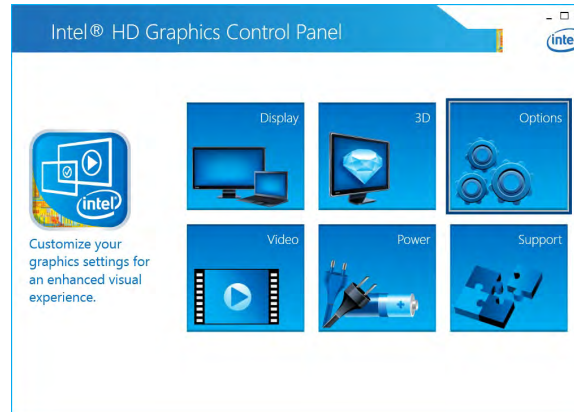 Intel® HD Graphics Control Panel
intel
Display
3D
Options
Customize your
graphics settings for
an enhanced visual
experience.
Video
Power
Support